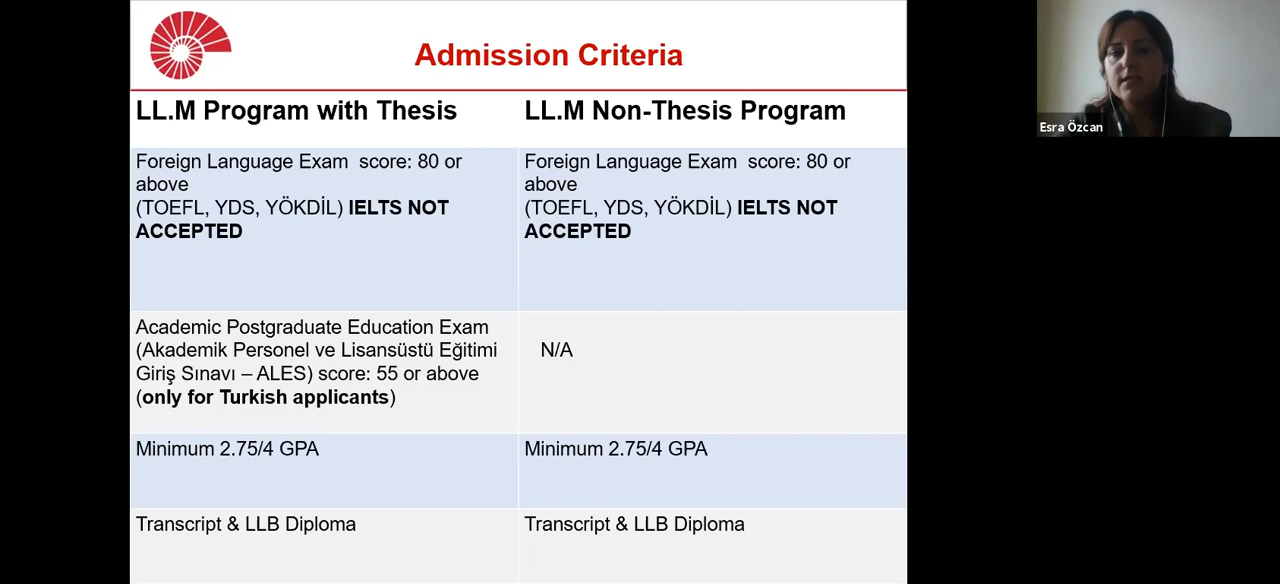 Admission Criteria
LL.M Program with Thesis
LL.M Non-Thesis Program
Foreign Language Exam score: 80 or
above
(TOEFL, YDS, YÖKDİL) IELTS NOT
ACCEPTED
Foreign Language Exam score: 80 or
above
(TOEFL, YDS, YÖKDİL) IELTS NOT
ACCEPTED
Academic Postgraduate Education Exam
(Akademik Personel ve Lisansüstü Eğitimi
Giriş Sınavı – ALES) score: 55 or above
(only for Turkish applicants)
N/A
Minimum 2.75/4 GPA
Minimum 2.75/4 GPA
Transcript & LLB Diploma
Transcript & LLB Diploma
Esra Özcan